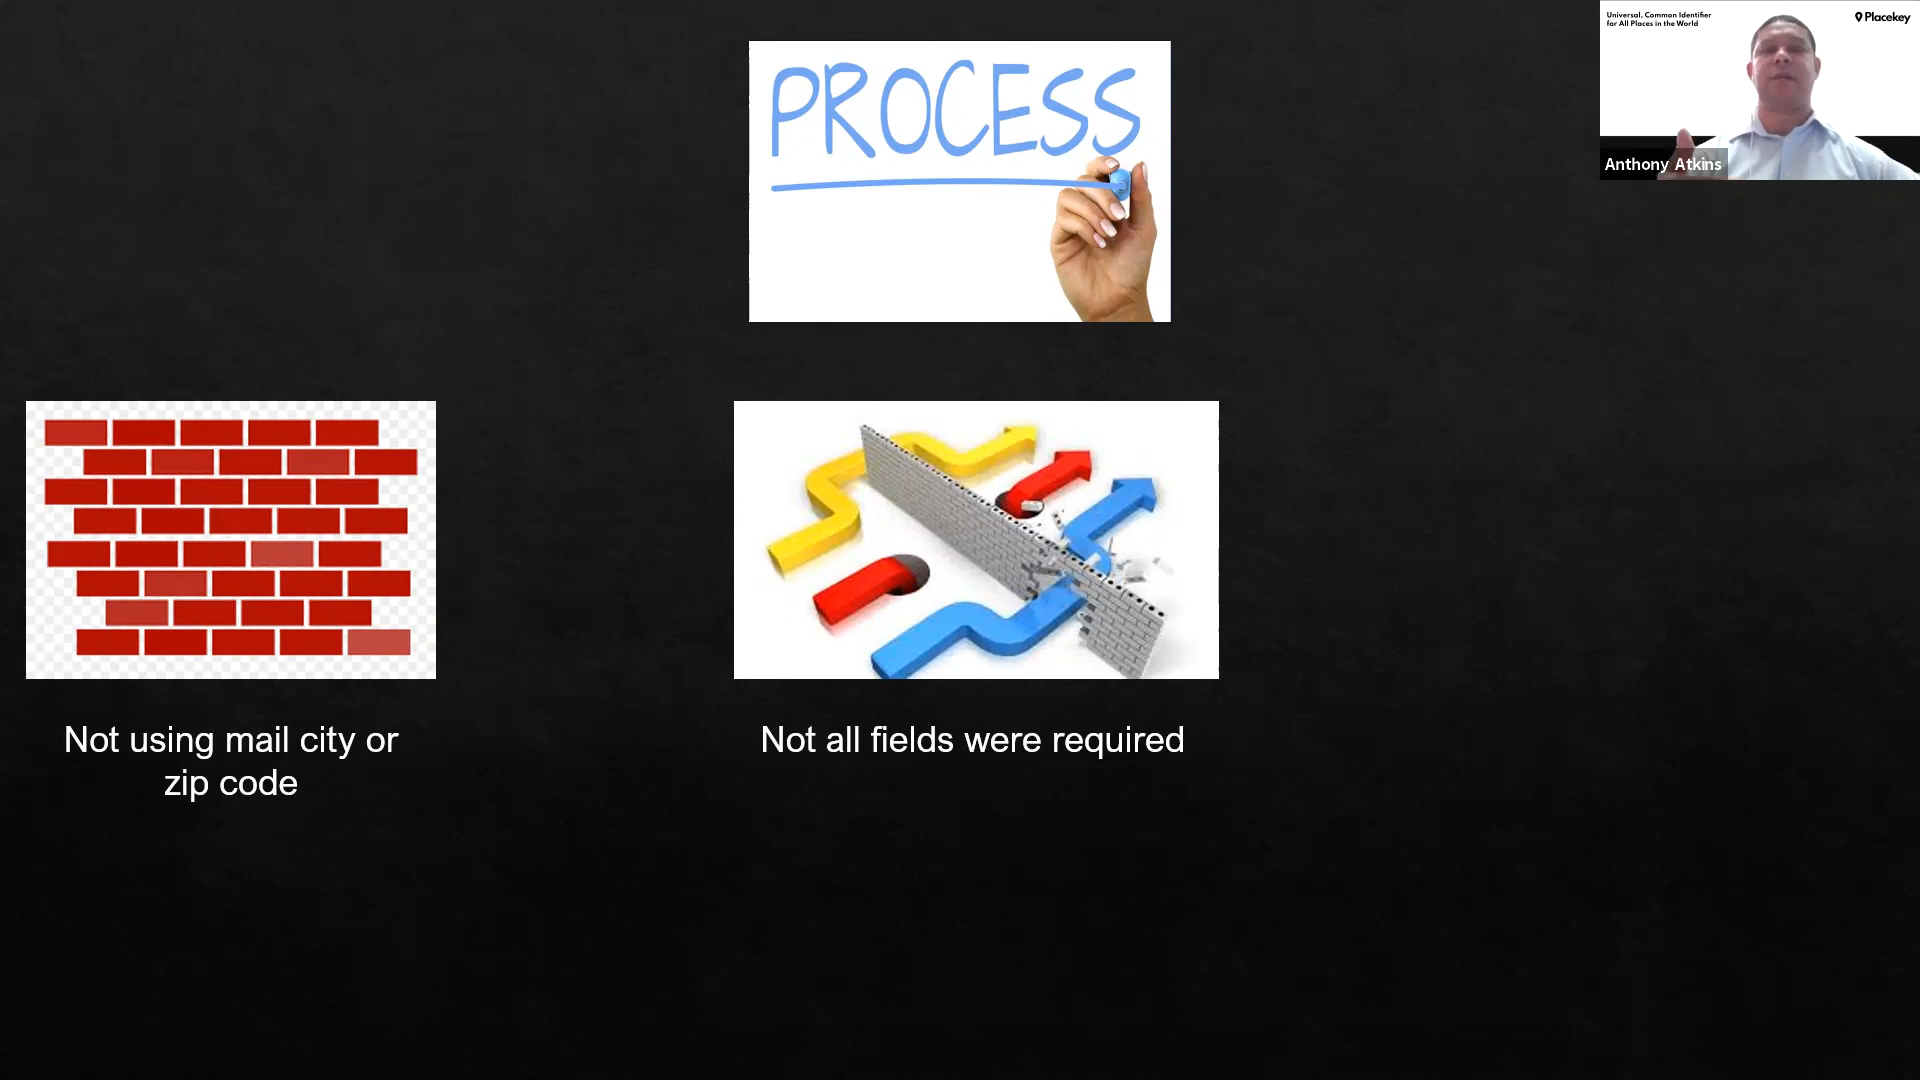 PROCESS
Universal, Common Identifier
for All Places in the World
Placekey
Anthony Atkins
Not using mail city or
zip code
Not all fields were required